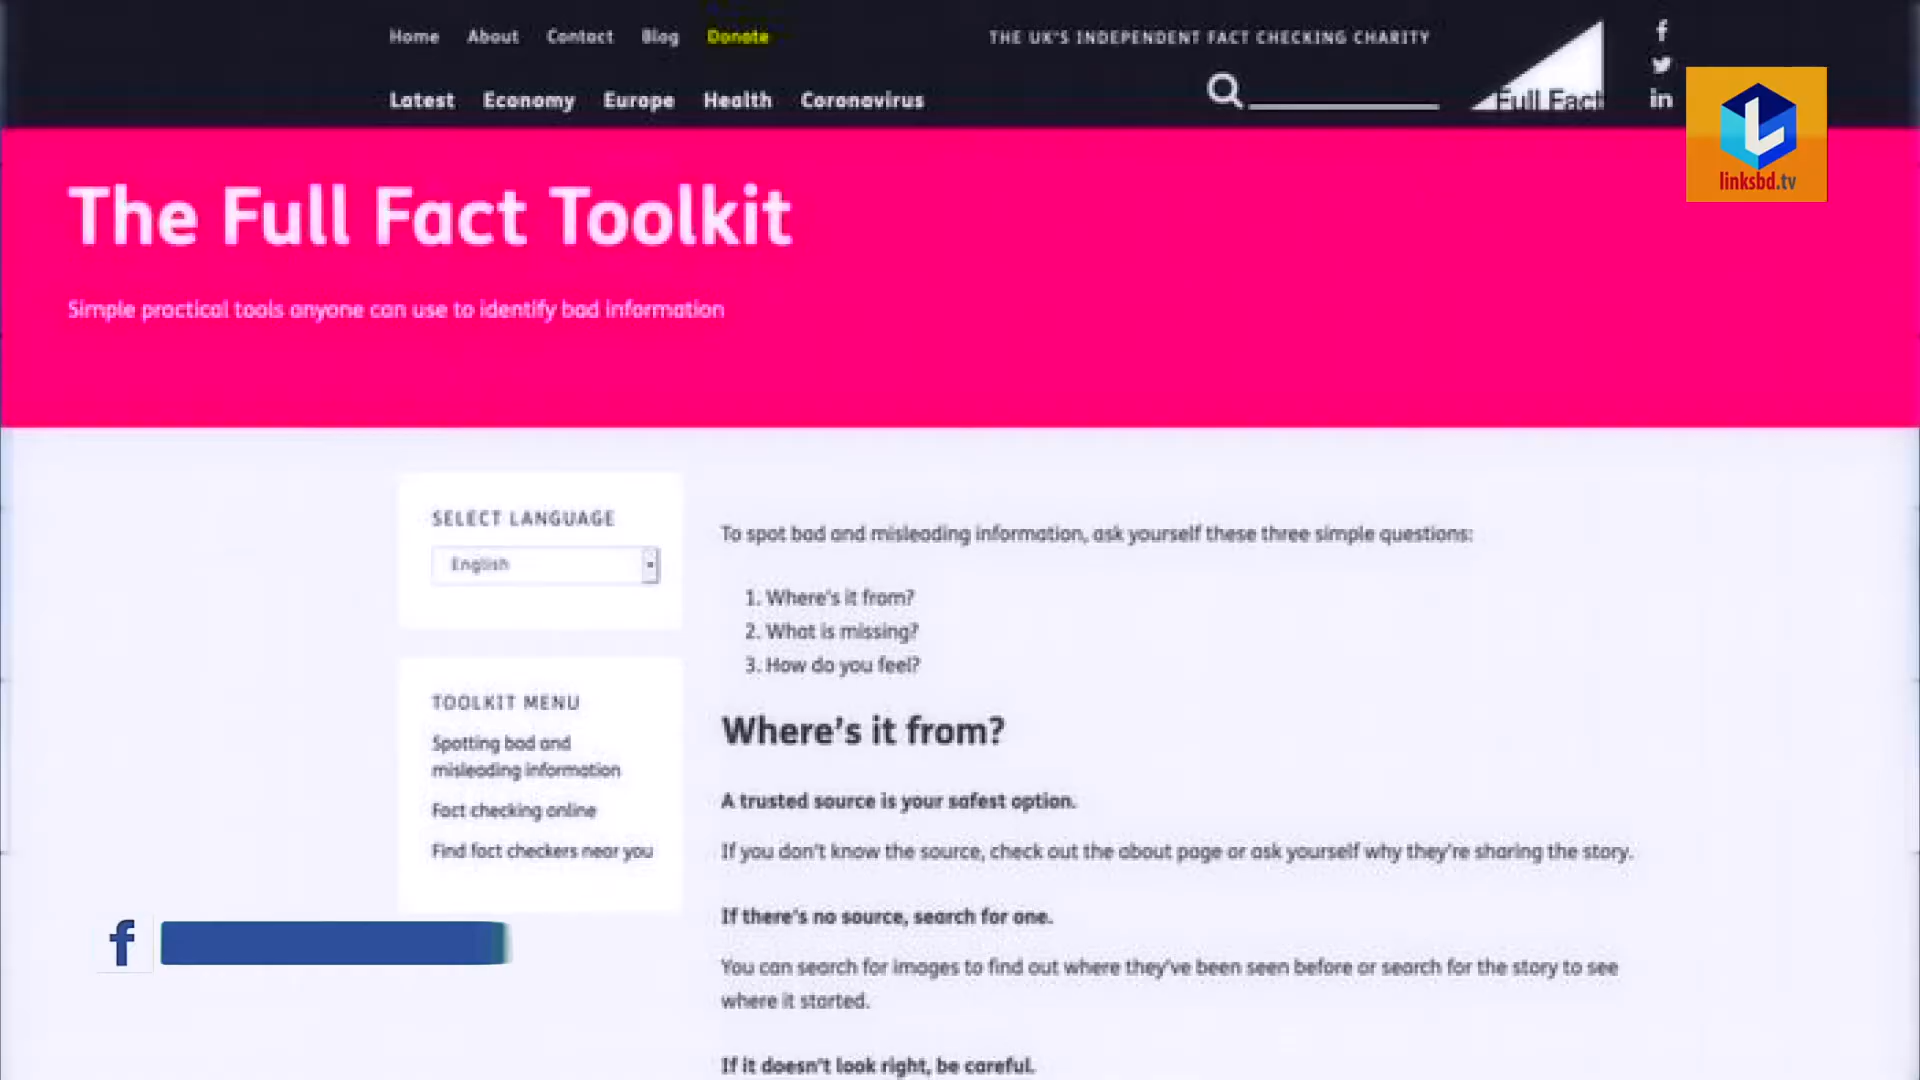 Home About Contact Blog Donate
THE UK'S INDEPENDENT FACT CHECKING CHARITY
Latest Economy Europe Health Coronavirus
Full Fact
f
in
linksbd.tv
The Full Fact Toolkit
Simple practical tools anyone can use to identify bad information
SELECT LANGUAGE
English
TOOLKIT MENU
Spotting bad and
misleading information
Fact checking online
Find fact checkers near you
To spot bad and misleading information, ask yourself these three simple questions:
1. Where's it from?
2. What is missing?
3. How do you feel?
Where's it from?
A trusted source is your safest option.
If you don't know the source, check out the about page or ask yourself why they're sharing the story.
If there's no source, search for one.
You can search for images to find out where they've been seen before or search for the story to see
where it started.
If it doesn't look right, be careful.
f